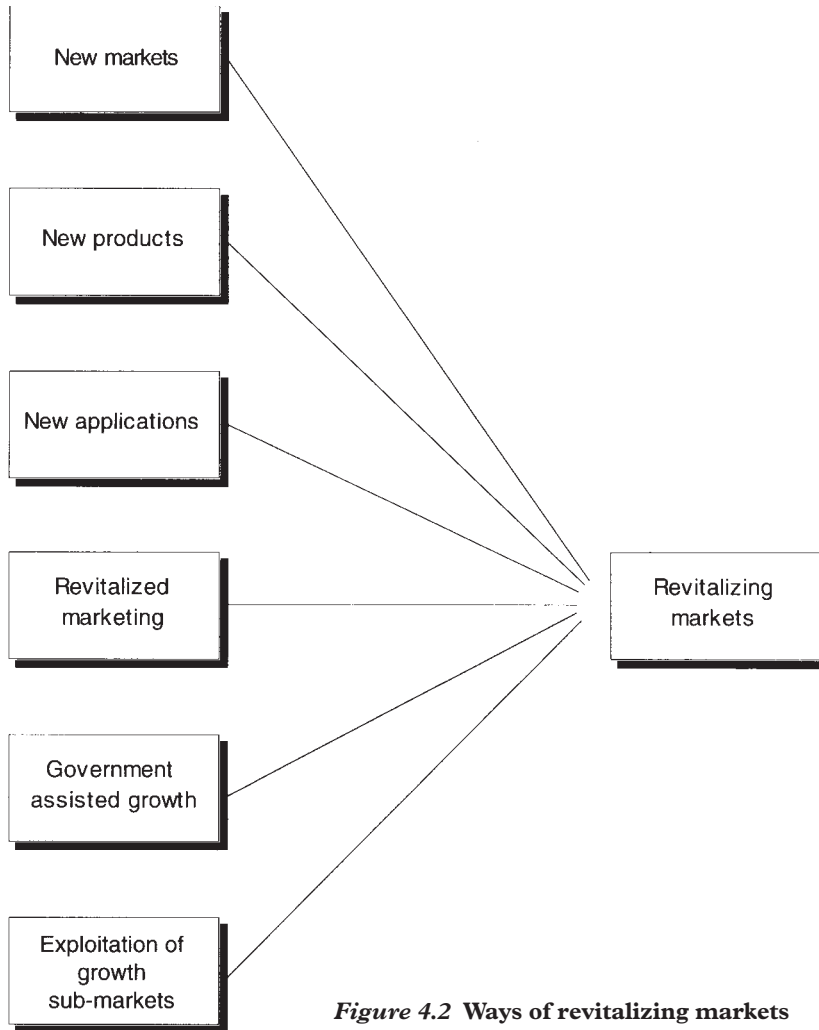 New markets
New products
New applications
Revitalized
marketing
Revitalizing
markets
Government
assisted growth
Exploitation of
growth
sub-markets
Figure 4.2 Ways of revitalizing markets